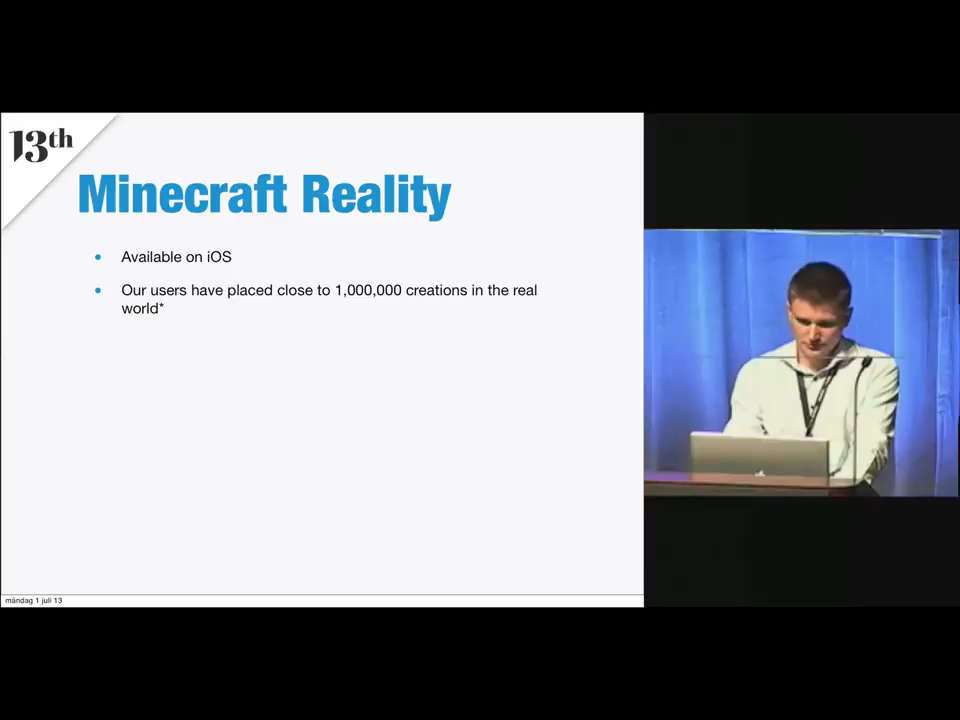 13th
Minecraft Reality
• Available on iOS
• Our users have placed close to 1,000,000 creations in the real
world*
måndag 1 juli 13